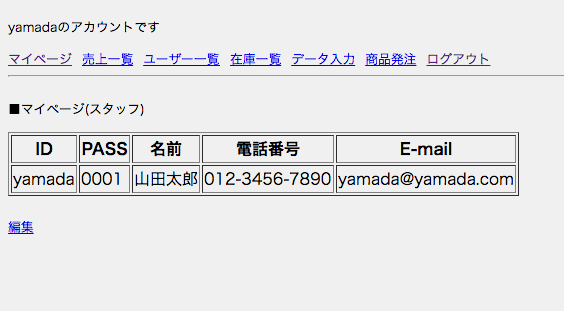 yamadaのアカウントです
マイページ 売上一覧 ユーザー一覧 在庫一覧 データ入力 商品発注 ログアウト
■マイページ(スタッフ)
ID PASS 名前 電話番号 E-mail
yamada 0001 山田太郎 012-3456-7890 yamada@yamada.com
編集